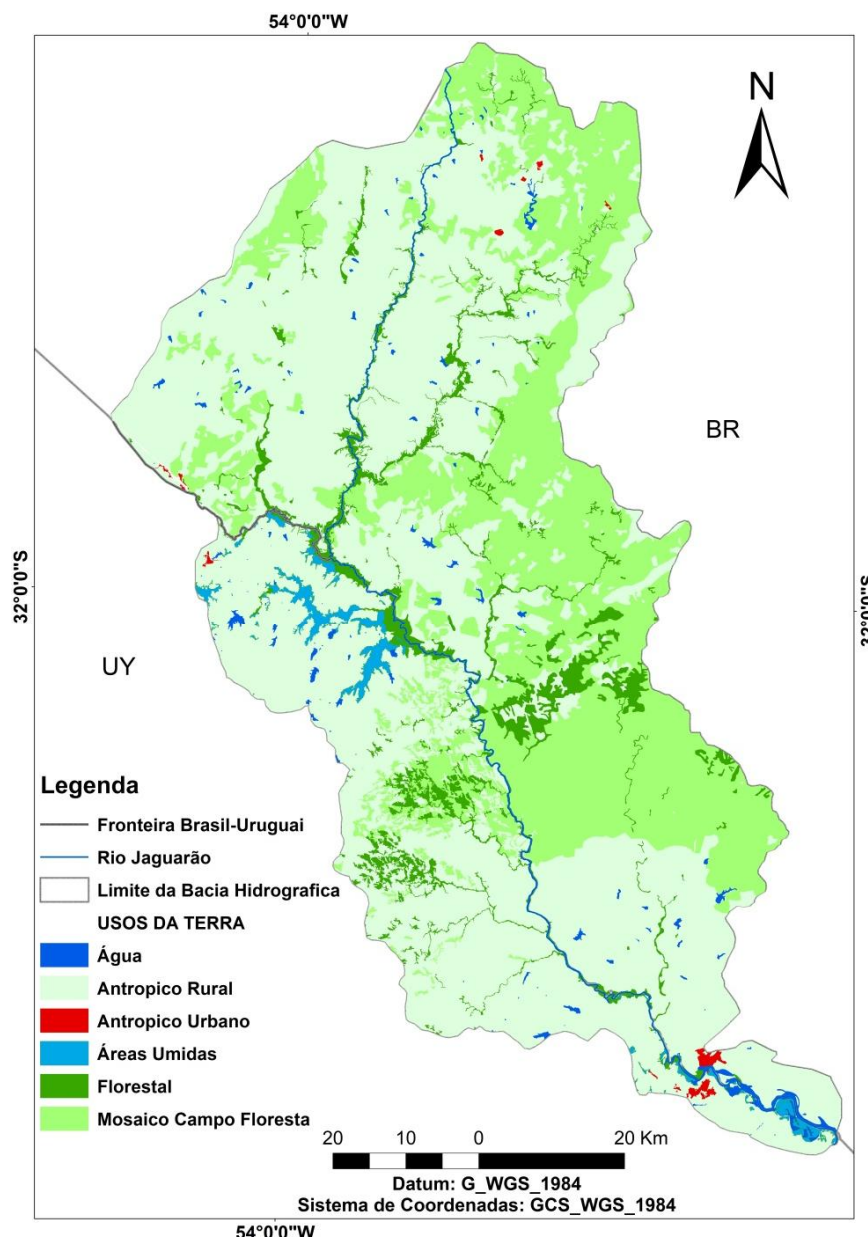 54°0'0"W
N
BR
32°0'0"S
32°0'0"S
UY
Legenda
Fronteira Brasil-Uruguai
Rio Jaguarão
Limite da Bacia Hidrografica
USOS DA TERRA
Água
Antropico Rural
Antropico Urbano
Áreas Umidas
Florestal
Mosaico Campo Floresta
20 10 0 20 Km
Datum: G_WGS_1984
Sistema de Coordenadas: GCS_WGS_1984
54°0'0"W